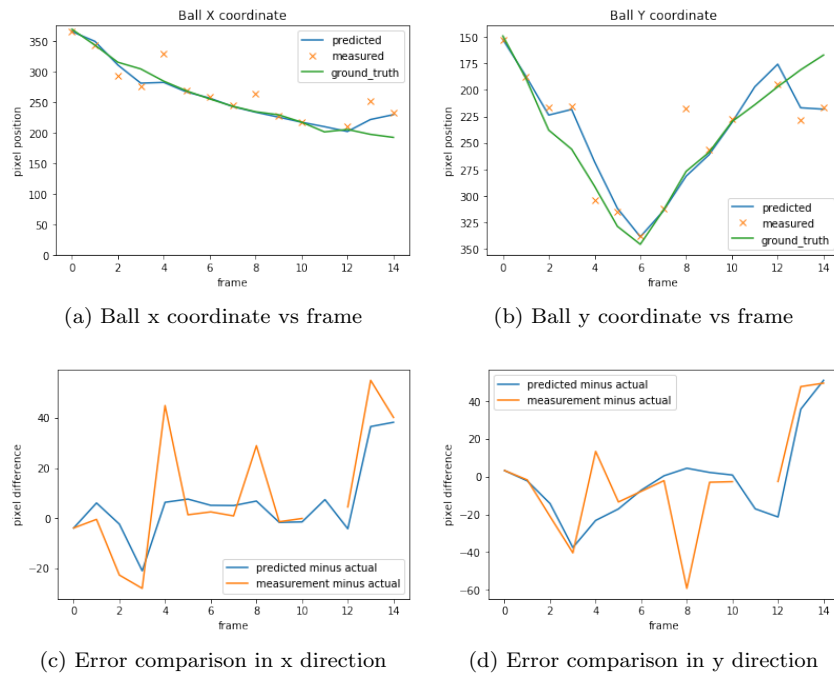 Ball X coordinate
350
300
250
200
150
100
50
0
pixel position
predicted
measured
ground_truth
0 2 4 6 8 10 12 14
frame
(a) Ball x coordinate vs frame
Ball Y coordinate
150
175
200
225
250
275
300
325
350
pixel position
predicted
measured
ground_truth
0 2 4 6 8 10 12 14
frame
(b) Ball y coordinate vs frame
40
20
0
−20
pixel difference
predicted minus actual
measurement minus actual
0 2 4 6 8 10 12 14
frame
(c) Error comparison in x direction
predicted minus actual
measurement minus actual
40
20
0
−20
−40
−60
pixel difference
0 2 4 6 8 10 12 14
frame
(d) Error comparison in y direction